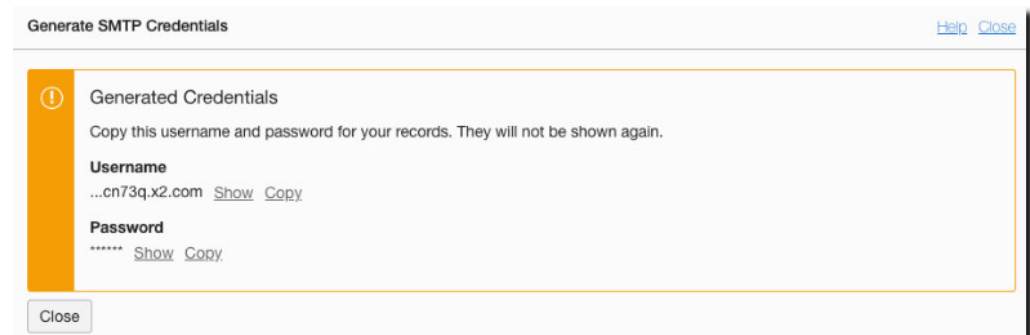 Generate SMTP Credentials Help Close
Generated Credentials
Copy this username and password for your records. They will not be shown again.
Username
...cn73q.x2.com Show Copy
Password
****** Show Copy
Close